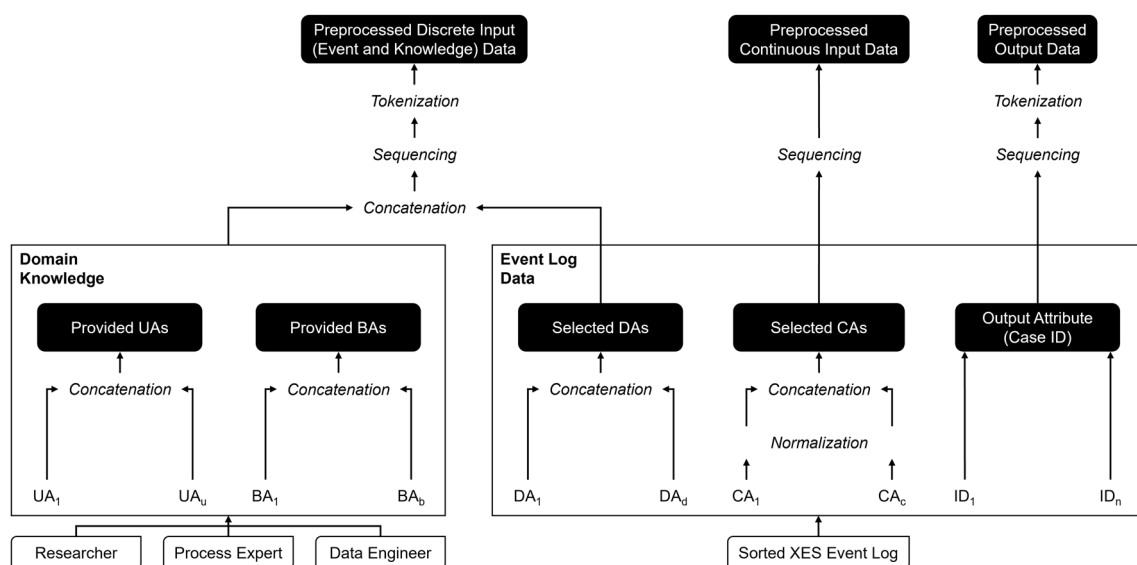 Preprocessed Discrete Input
(Event and Knowledge) Data
Preprocessed
Continuous Input Data
Preprocessed
Output Data
Tokenization
Tokenization
Sequencing
Sequencing
Sequencing
Concatenation
Domain
Knowledge
Event Log
Data
Provided UAs
Provided BAs
Selected DAs
Selected CAs
Output Attribute
(Case ID)
Concatenation
Concatenation
Concatenation
Concatenation
Normalization
UA₁
UAᵤ
BA₁
BA_b
DA₁
DA_d
CA₁
CA_c
ID₁
IDₙ
Researcher
Process Expert
Data Engineer
Sorted XES Event Log